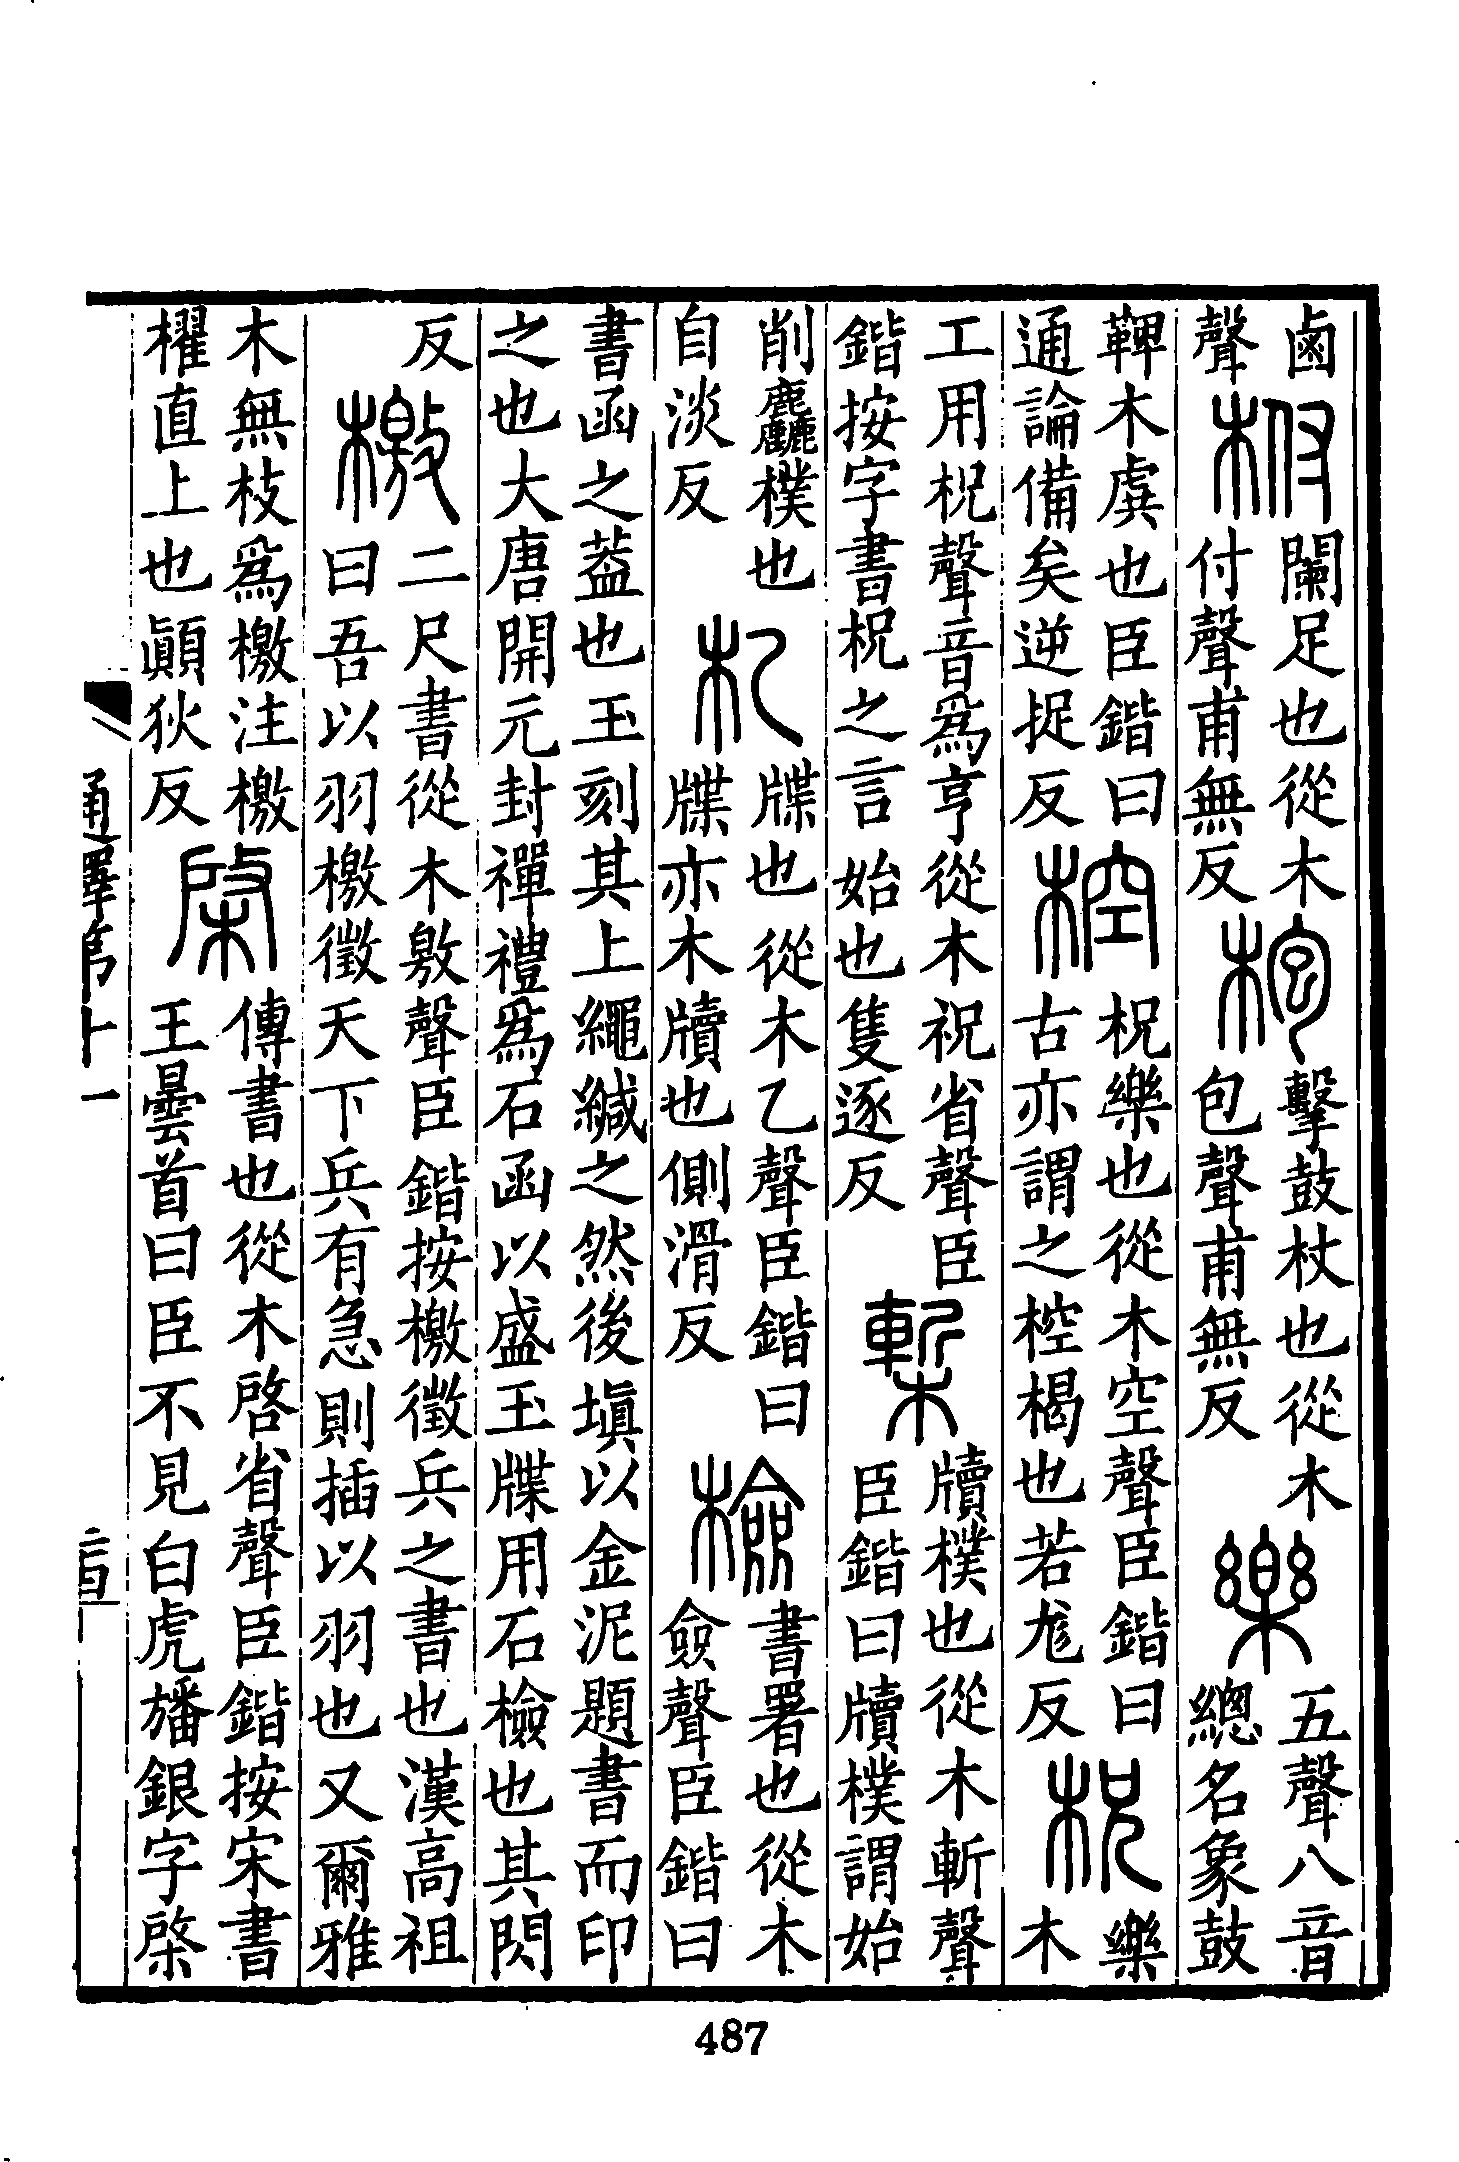 鹵聲柎闌足也從木付聲甫無反枹擊鼓杖也從木包聲甫無反樂五聲八音總名象鼓
鞞木虡也臣鍇曰通論備矣逆捉反椌柷樂也從木空聲臣鍇曰古亦謂之椌楬也若尨反柷樂木
工用柷聲音爲亨從木祝省聲臣鍇按字書柷之言始也隻逐反槧牘樸也從木斬聲臣鍇曰牘樸謂始
削麤樸也自淡反札牒也從木乙聲臣鍇曰牒亦木牘也側滑反檢書署也從木僉聲臣鍇曰
書函之蓋也玉刻其上繩緘之然後塡以金泥題書而印之也大唐開元封禪禮爲石函以盛玉牒用石檢也其閃
反檄二尺書從木敫聲臣鍇按檄徵兵之書也漢高祖曰吾以羽檄徵天下兵有急則插以羽也又爾雅
木無枝爲檄注檄櫂直上也顚狄反棨傳書也從木啓省聲臣鍇按宋書王曇首曰臣不見白虎旛銀字棨
通釋第十一
487